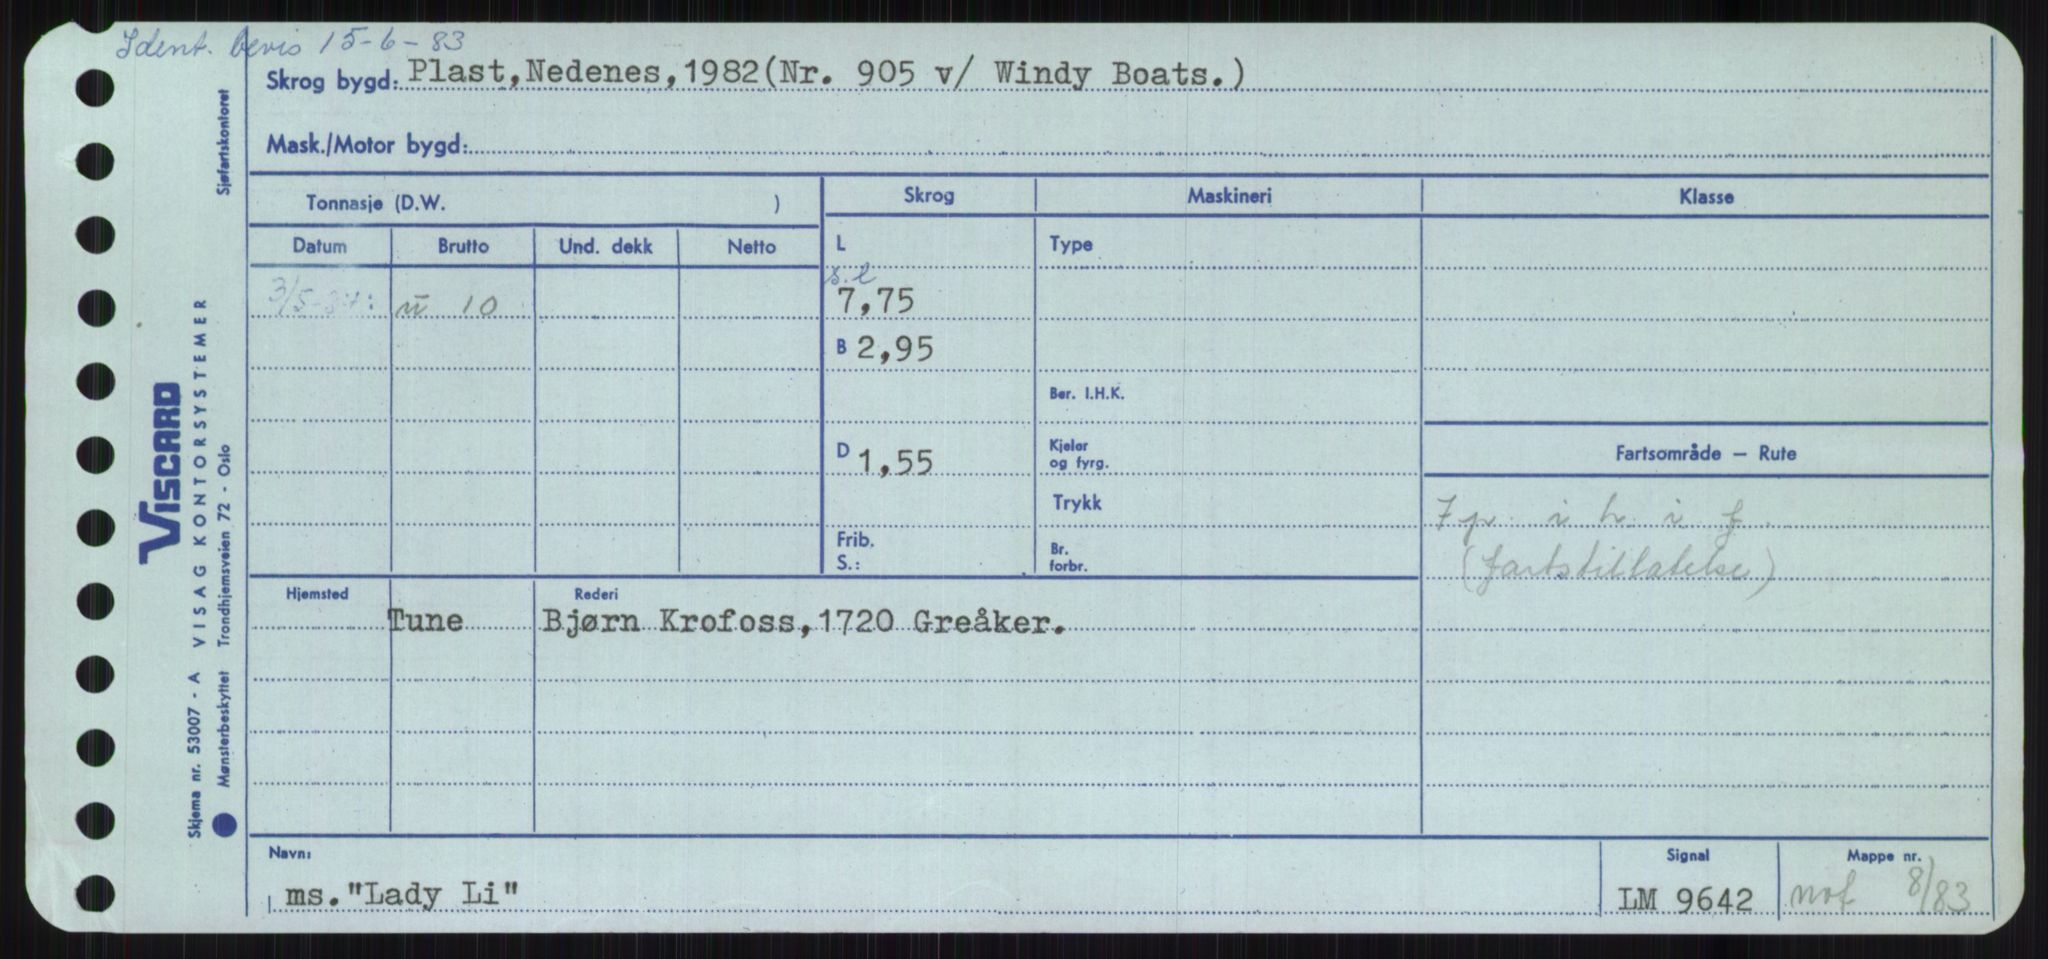 Ident. bevis 15-6-83
Skrog bygd: Plast, Nedenes, 1982 (Nr. 905 v/ Windy Boats.)
Mask./Motor bygd:
Tonnasje (D.W. )
Skrog Maskineri Klasse
Datum Brutto Und. dekk Netto
L Type
s.l
3/5-84: u 10
7,75
B 2,95
Ber. I.H.K.
D 1,55
Kjeler
og fyrg.
Fartsområde — Rute
Trykk
7 p. i h i f.
Frib.
S.:
Br.
forbr.
(fartstillatelse)
Hjemsted Rederi
Tune Bjørn Krofoss, 1720 Greåker.
Navn: Signal Mappe nr.
ms. "Lady Li" LM 9642 not 8/83
Sjøfartskontoret
VISCARD
VISAG KONTORSYSTEMER
Trondhjemsveien 72 - Oslo
Skjema nr. 53007 - A
Mønsterbeskyttet